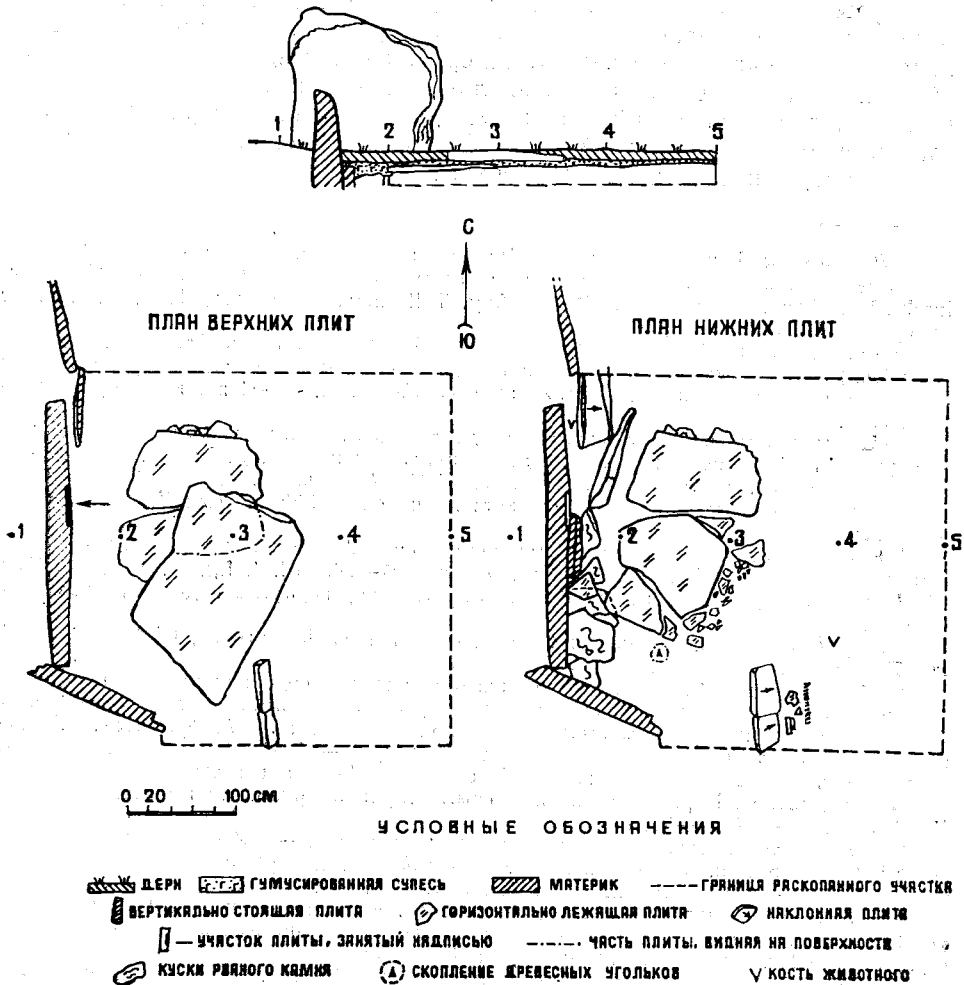 1 2 3 4 5
С
Ю
ПЛАН ВЕРХНИХ ПЛИТ
ПЛАН НИЖНИХ ПЛИТ
1 2 3 4 5
1 2 3 4 5
0 20 100 СМ
УСЛОВНЫЕ ОБОЗНАЧЕНИЯ
ДЕРН ГУМУСИРОВАННАЯ СУПЕСЬ МАТЕРИК ГРАНИЦА РАСКОПАННОГО УЧАСТКА
ВЕРТИКАЛЬНО СТОЯЩАЯ ПЛИТА ГОРИЗОНТАЛЬНО ЛЕЖАЩАЯ ПЛИТА НАКЛОННАЯ ПЛИТА
— УЧАСТОК ПЛИТЫ, ЗАНЯТЫЙ НАДПИСЬЮ ЧАСТЬ ПЛИТЫ, ВИДНАЯ НА ПОВЕРХНОСТИ
КУСКИ РВАНОГО КАМНЯ СКОПЛЕНИЕ ДРЕВЕСНЫХ УГОЛЬКОВ КОСТЬ ЖИВОТНОГО